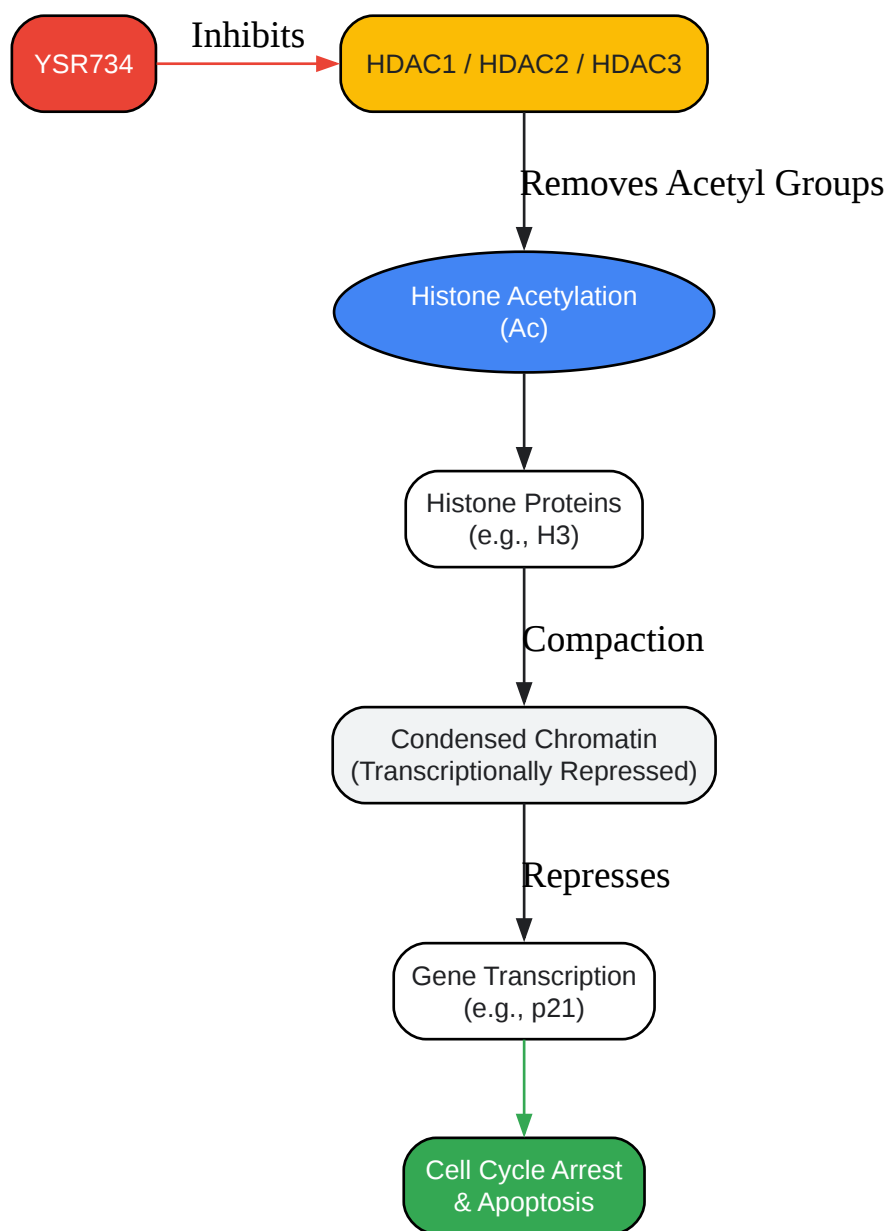 Inhibits
YSR734
HDAC1 / HDAC2 / HDAC3
Removes Acetyl Groups
Histone Acetylation
(Ac)
Histone Proteins
(e.g., H3)
Compaction
Condensed Chromatin
(Transcriptionally Repressed)
Represses
Gene Transcription
(e.g., p21)
Cell Cycle Arrest
& Apoptosis